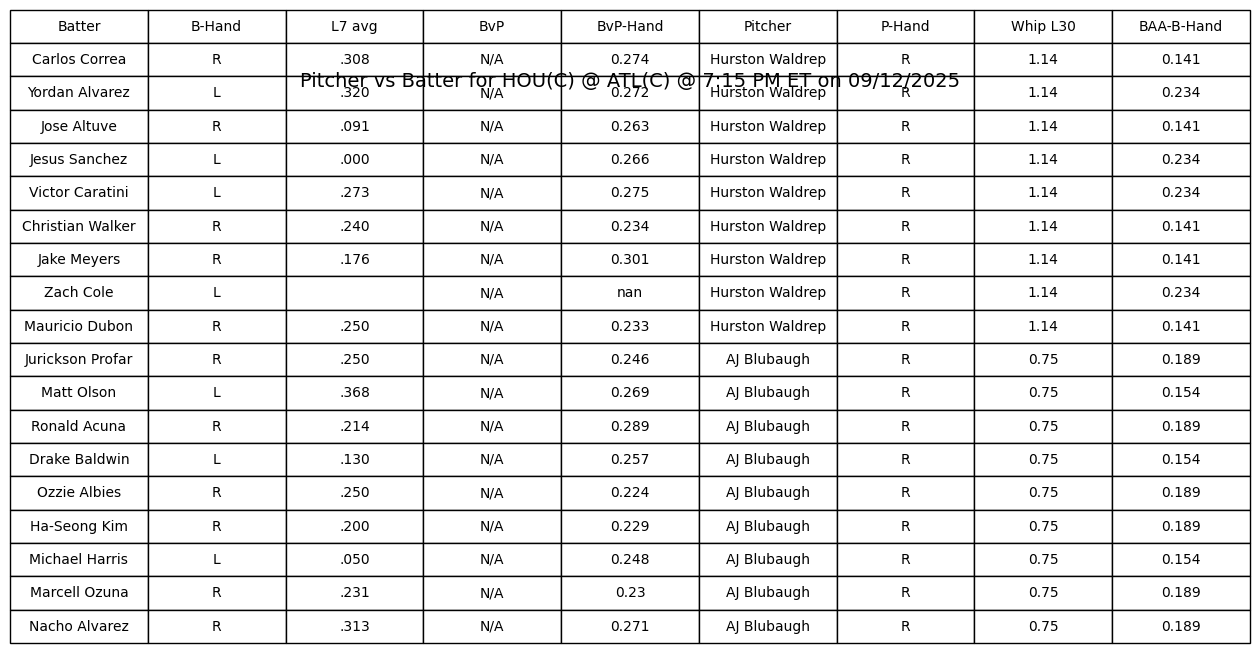 Batter B-Hand L7 avg BvP BvP-Hand Pitcher P-Hand Whip L30 BAA-B-Hand
Carlos Correa R .308 N/A 0.274 Hurston Waldrep R 1.14 0.141
Pitcher vs Batter for HOU(C) @ ATL(C) @ 7:15 PM ET on 09/12/2025
Yordan Alvarez L .320 N/A 0.272 Hurston Waldrep R 1.14 0.234
Jose Altuve R .091 N/A 0.263 Hurston Waldrep R 1.14 0.141
Jesus Sanchez L .000 N/A 0.266 Hurston Waldrep R 1.14 0.234
Victor Caratini L .273 N/A 0.275 Hurston Waldrep R 1.14 0.234
Christian Walker R .240 N/A 0.234 Hurston Waldrep R 1.14 0.141
Jake Meyers R .176 N/A 0.301 Hurston Waldrep R 1.14 0.141
Zach Cole L N/A nan Hurston Waldrep R 1.14 0.234
Mauricio Dubon R .250 N/A 0.233 Hurston Waldrep R 1.14 0.141
Jurickson Profar R .250 N/A 0.246 AJ Blubaugh R 0.75 0.189
Matt Olson L .368 N/A 0.269 AJ Blubaugh R 0.75 0.154
Ronald Acuna R .214 N/A 0.289 AJ Blubaugh R 0.75 0.189
Drake Baldwin L .130 N/A 0.257 AJ Blubaugh R 0.75 0.154
Ozzie Albies R .250 N/A 0.224 AJ Blubaugh R 0.75 0.189
Ha-Seong Kim R .200 N/A 0.229 AJ Blubaugh R 0.75 0.189
Michael Harris L .050 N/A 0.248 AJ Blubaugh R 0.75 0.154
Marcell Ozuna R .231 N/A 0.23 AJ Blubaugh R 0.75 0.189
Nacho Alvarez R .313 N/A 0.271 AJ Blubaugh R 0.75 0.189